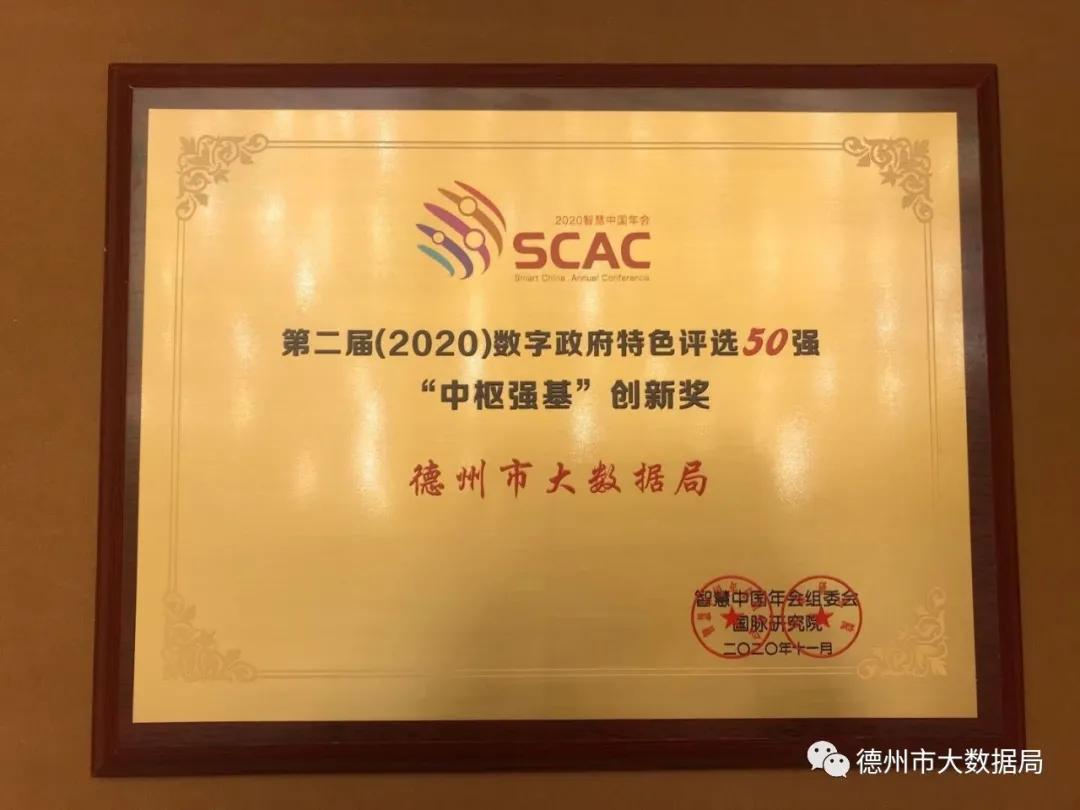 2020智慧中国年会
SCAC
Smart China Annual Conference
第二届(2020)数字政府特色评选50强
“中枢强基”创新奖
德州市大数据局
智慧中国年会组委会
国脉研究院
二〇二〇年十一月
德州市大数据局